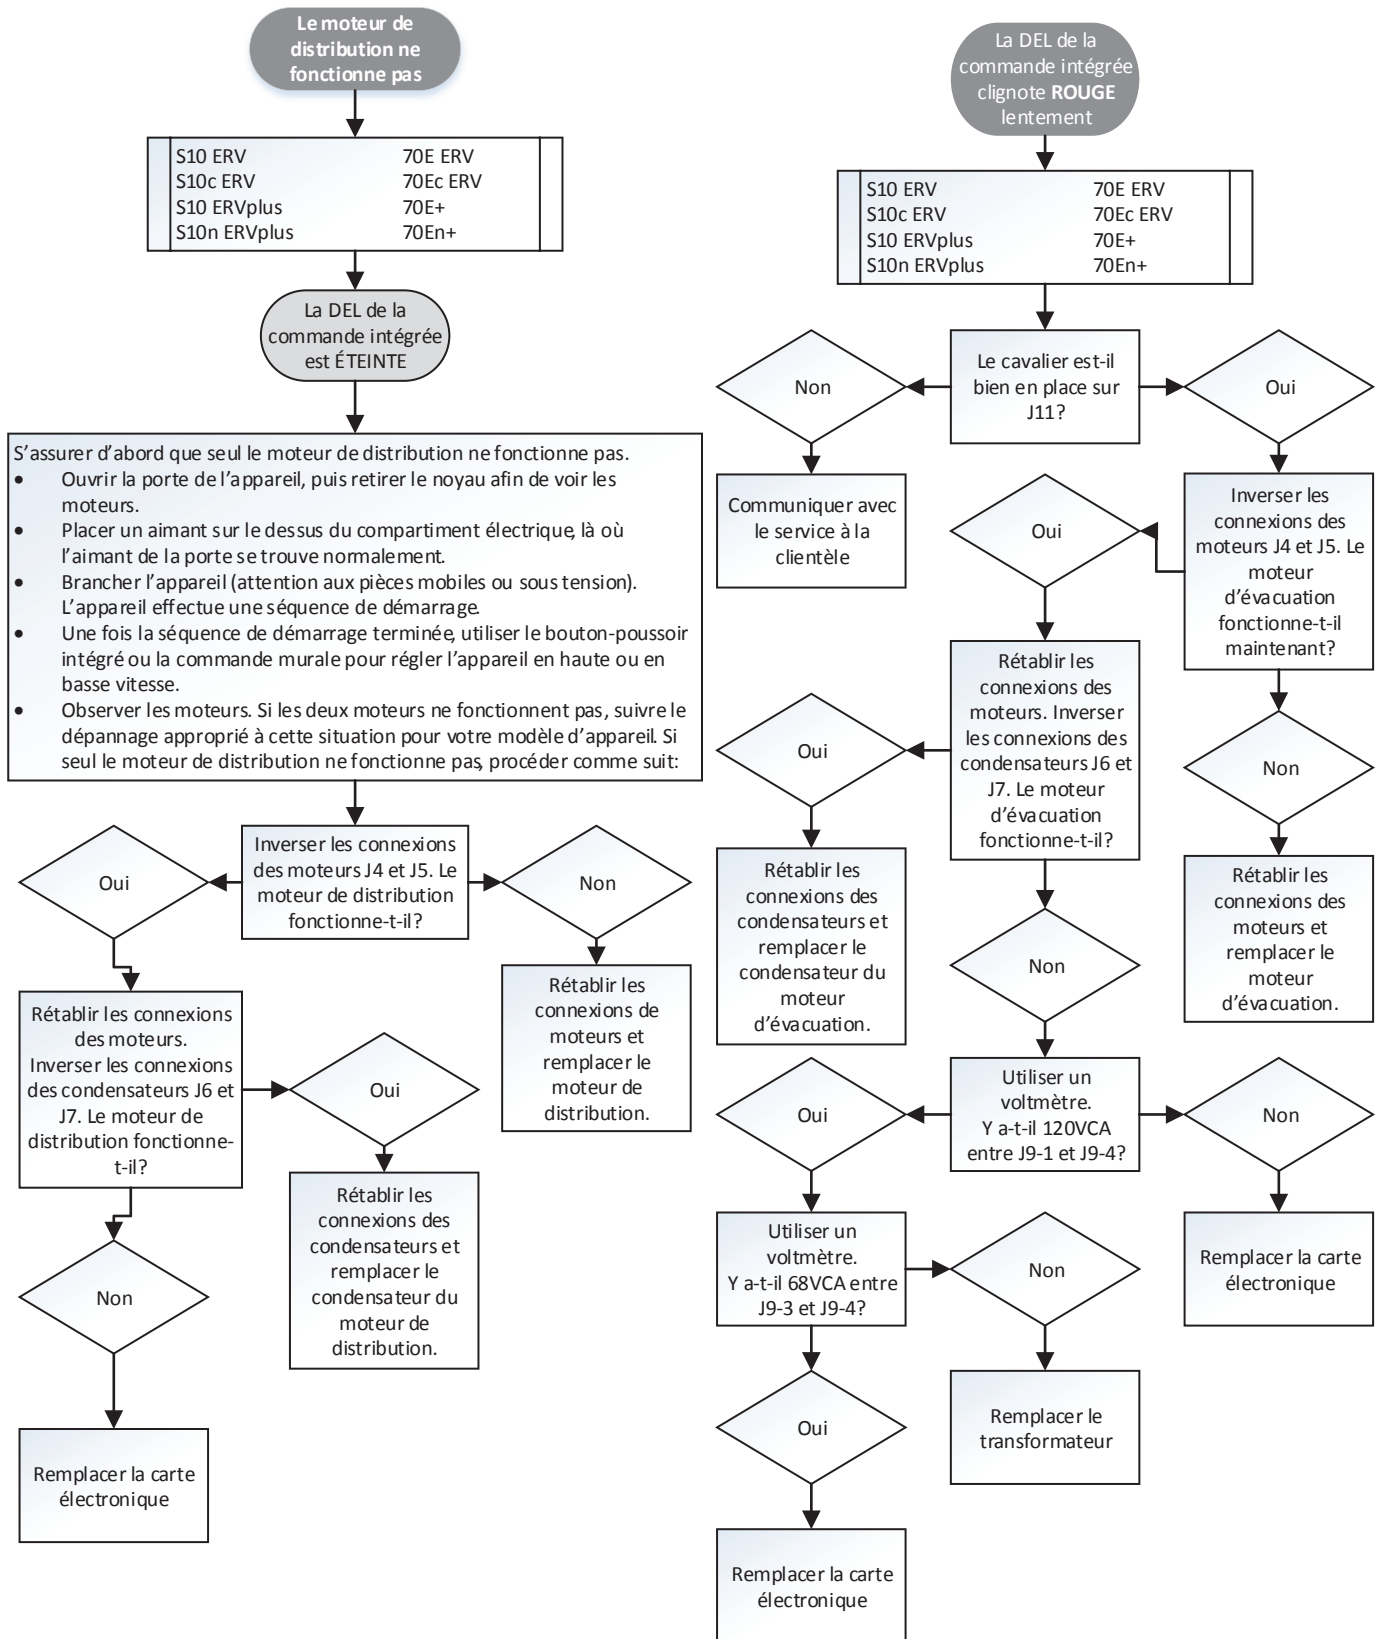 Le moteur de
distribution ne
fonctionne pas
S10 ERV 70E ERV
S10c ERV 70Ec ERV
S10 ERVplus 70E+
S10n ERVplus 70En+
La DEL de la
commande intégrée
est ÉTEINTE
S'assurer d'abord que seul le moteur de distribution ne fonctionne pas.
• Ouvrir la porte de l'appareil, puis retirer le noyau afin de voir les
moteurs.
• Placer un aimant sur le dessus du compartiment électrique, là où
l'aimant de la porte se trouve normalement.
• Brancher l'appareil (attention aux pièces mobiles ou sous tension).
L'appareil effectue une séquence de démarrage.
• Une fois la séquence de démarrage terminée, utiliser le bouton-poussoir
intégré ou la commande murale pour régler l'appareil en haute ou en
basse vitesse.
• Observer les moteurs. Si les deux moteurs ne fonctionnent pas, suivre le
dépannage approprié à cette situation pour votre modèle d'appareil. Si
seul le moteur de distribution ne fonctionne pas, procéder comme suit:
Oui
Inverser les connexions
des moteurs J4 et J5. Le
moteur de distribution
fonctionne-t-il?
Non
Rétablir les
connexions de
moteurs et
remplacer le
moteur de
distribution.
Rétablir les connexions
des moteurs.
Inverser les connexions
des condensateurs J6 et
J7. Le moteur de
distribution fonctionne-
t-il?
Oui
Rétablir les
connexions des
condensateurs et
remplacer le
condensateur du
moteur de
distribution.
Non
Remplacer la carte
électronique
La DEL de la
commande intégrée
clignote ROUGE
lentement
S10 ERV 70E ERV
S10c ERV 70Ec ERV
S10 ERVplus 70E+
S10n ERVplus 70En+
Non
Le cavalier est-il
bien en place sur
J11?
Oui
Communiquer avec
le service à la
clientèle
Oui
Inverser les
connexions des
moteurs J4 et J5. Le
moteur
d'évacuation
fonctionne-t-il
maintenant?
Rétablir les
connexions des
moteurs. Inverser
les connexions des
condensateurs J6 et
J7. Le moteur
d'évacuation
fonctionne-t-il?
Oui
Non
Rétablir les
connexions des
condensateurs et
remplacer le
condensateur du
moteur
d'évacuation.
Rétablir les
connexions des
moteurs et
remplacer le
moteur
d'évacuation.
Non
Oui
Utiliser un
voltmètre.
Y a-t-il 120VCA
entre J9-1 et J9-4?
Non
Utiliser un
voltmètre.
Y a-t-il 68VCA entre
J9-3 et J9-4?
Non
Remplacer la carte
électronique
Oui
Remplacer le
transformateur
Remplacer la carte
électronique